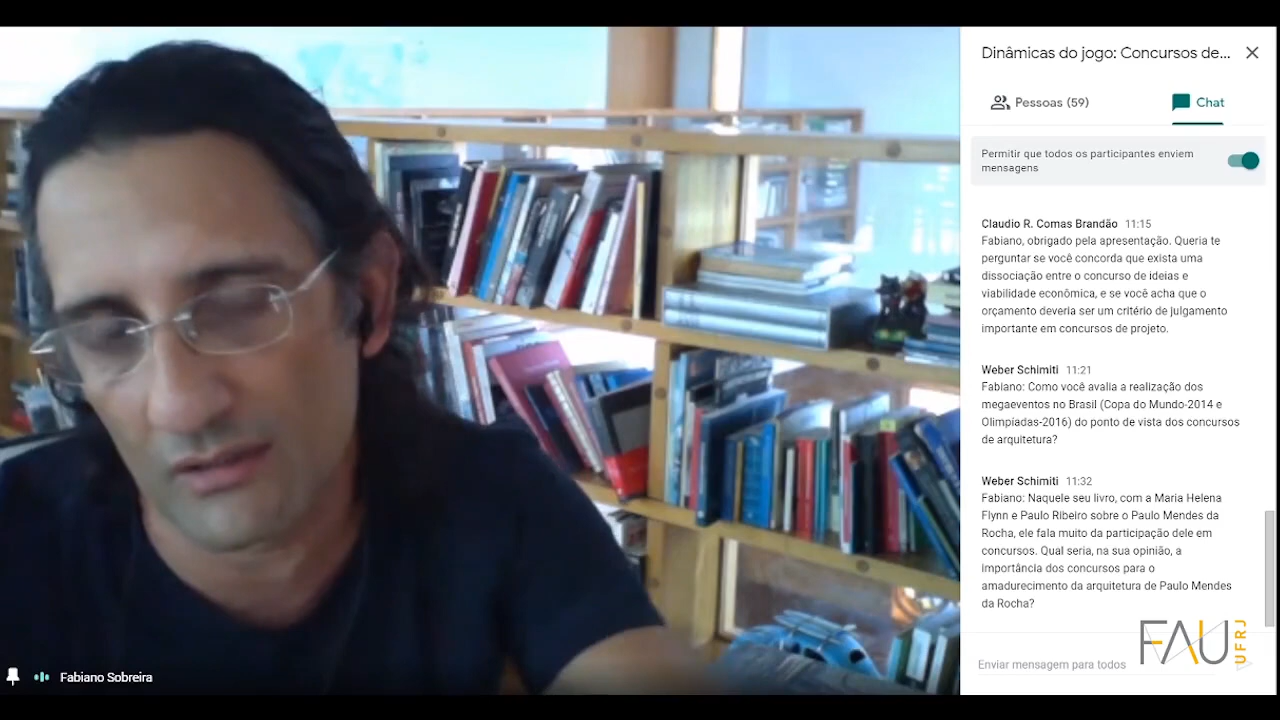 Dinâmicas do jogo: Concursos de...
Pessoas (59)
Chat
Permitir que todos os participantes enviem
mensagens
Claudio R. Comas Brandão 11:15
Fabiano, obrigado pela apresentação. Queria te
perguntar se você concorda que exista uma
dissociação entre o concurso de ideias e
viabilidade econômica, e se você acha que o
orçamento deveria ser um critério de julgamento
importante em concursos de projeto.
Weber Schimiti 11:21
Fabiano: Como você avalia a realização dos
megaeventos no Brasil (Copa do Mundo-2014 e
Olimpíadas-2016) do ponto de vista dos concursos
de arquitetura?
Weber Schimiti 11:32
Fabiano: Naquele seu livro, com a Maria Helena
Flynn e Paulo Ribeiro sobre o Paulo Mendes da
Rocha, ele fala muito da participação dele em
concursos. Qual seria, na sua opinião, a
importância dos concursos para o
amadurecimento da arquitetura de Paulo Mendes
da Rocha?
FAU UFRJ
Enviar mensagem para todos
Fabiano Sobreira